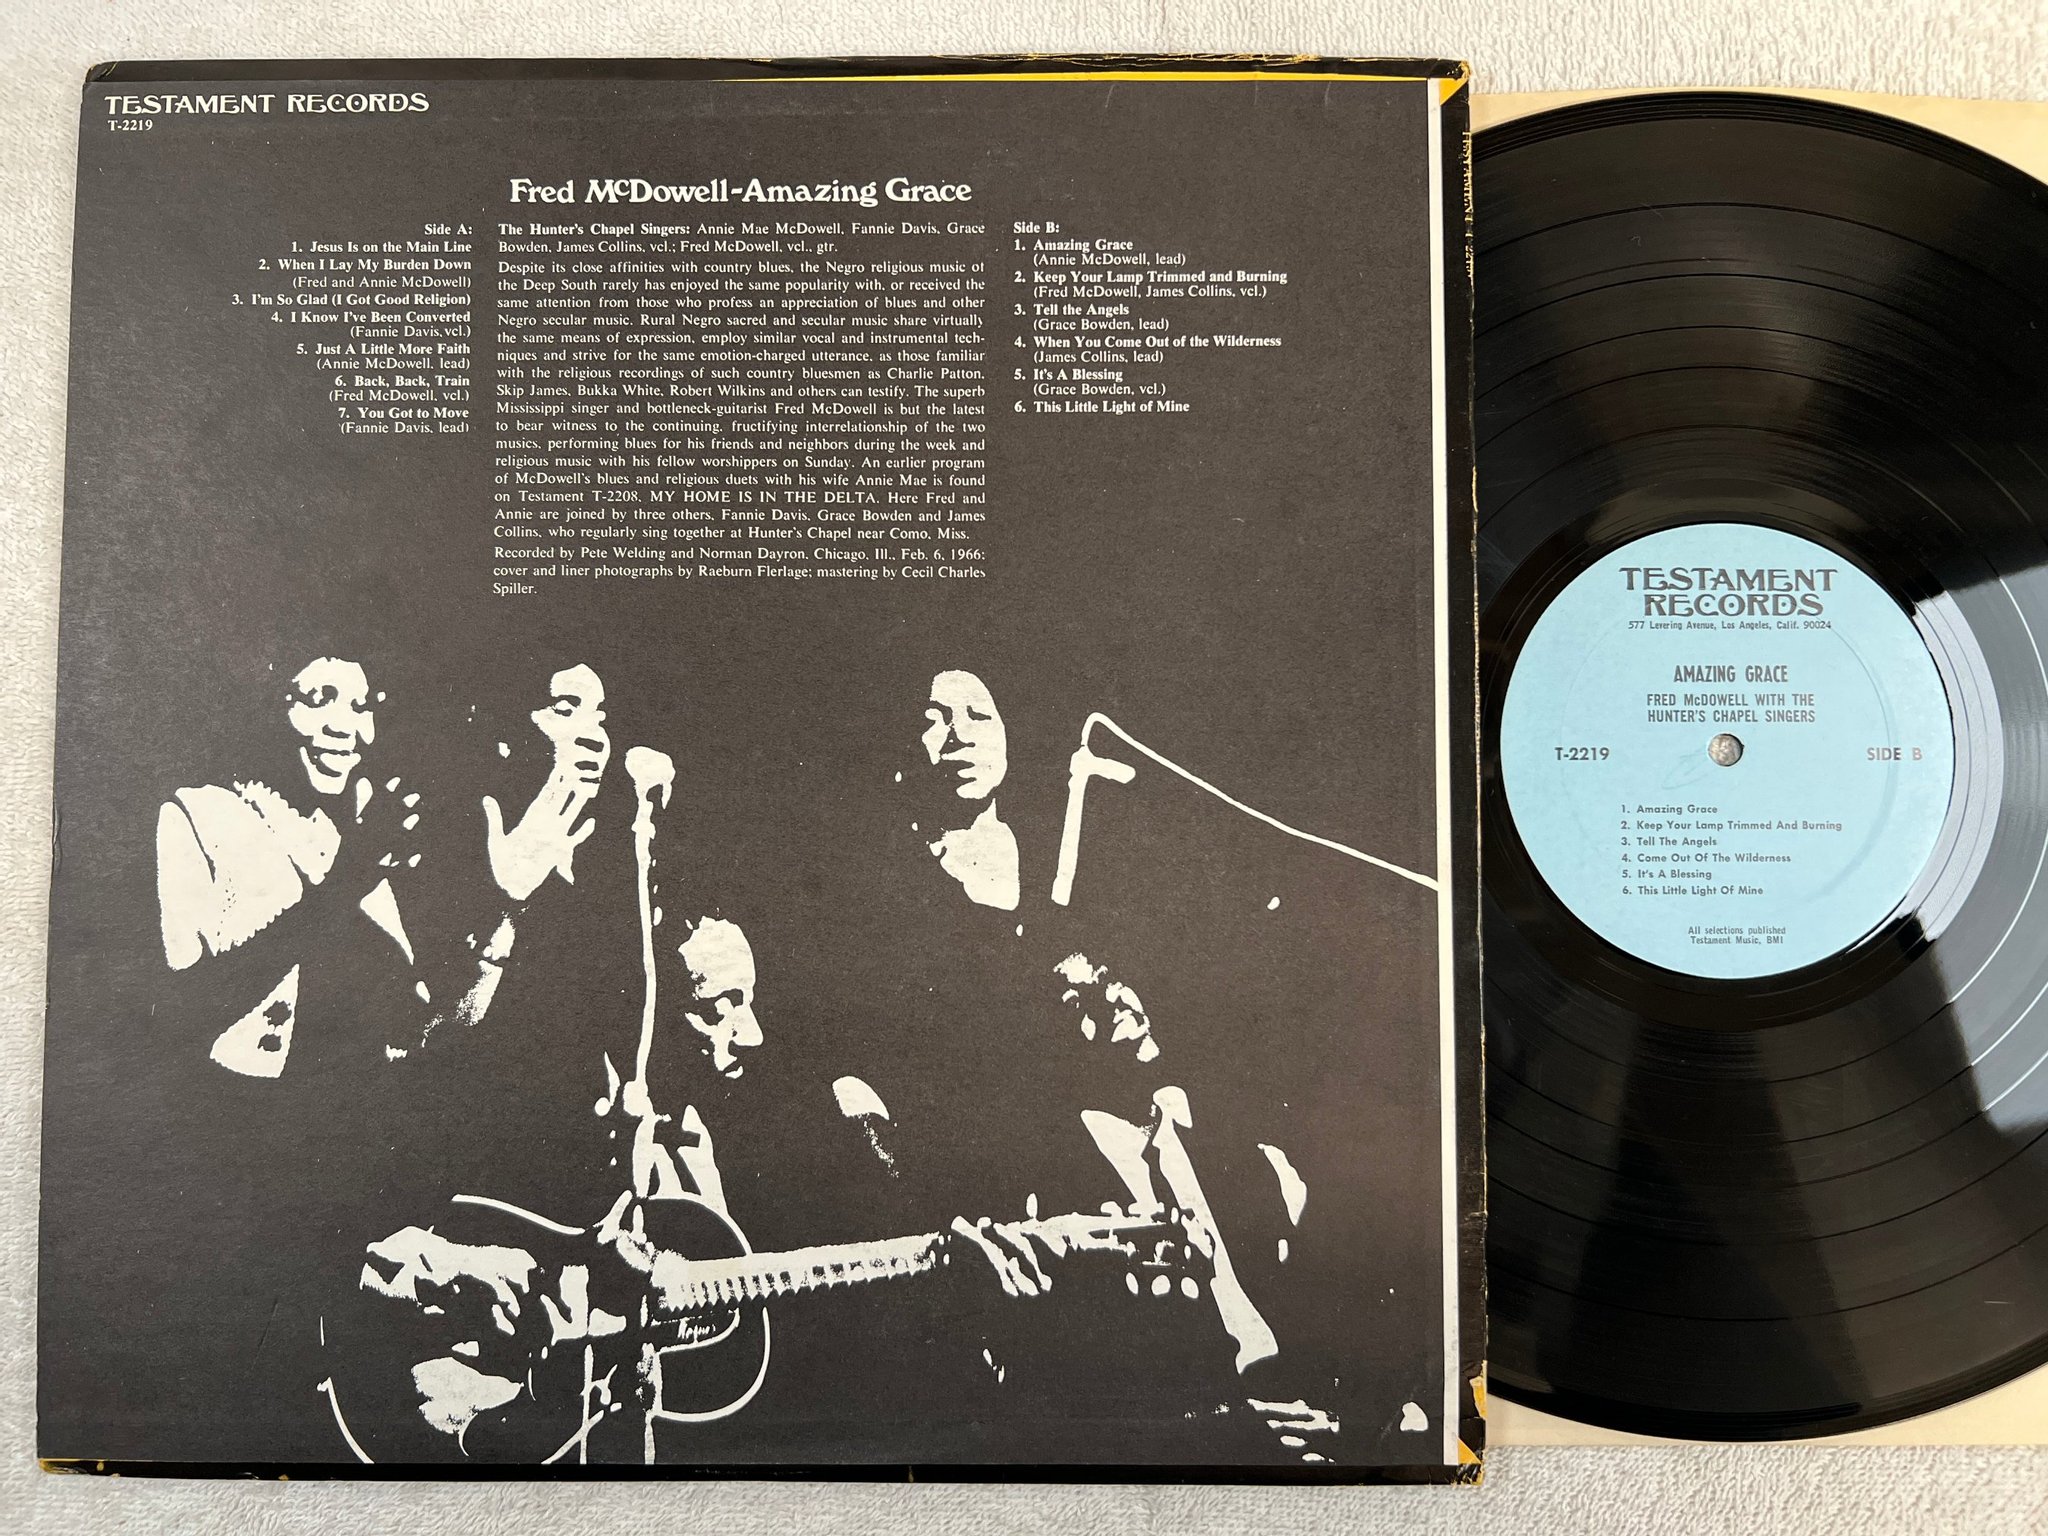 TESTAMENT RECORDS
T-2219
Fred McDowell-Amazing Grace
Side A:
1. Jesus Is on the Main Line
2. When I Lay My Burden Down
(Fred and Annie McDowell)
3. I'm So Glad (I Got Good Religion)
4. I Know I've Been Converted
(Fannie Davis, vcl.)
5. Just A Little More Faith
(Annie McDowell, lead)
6. Back, Back, Train
(Fred McDowell, vcl.)
7. You Got to Move
(Fannie Davis, lead)
The Hunter's Chapel Singers: Annie Mae McDowell, Fannie Davis, Grace
Bowden, James Collins, vcl.; Fred McDowell, vcl., gtr.
Despite its close affinities with country blues, the Negro religious music of
the Deep South rarely has enjoyed the same popularity with, or received the
same attention from those who profess an appreciation of blues and other
Negro secular music. Rural Negro sacred and secular music share virtually
the same means of expression, employ similar vocal and instrumental tech-
niques and strive for the same emotion-charged utterance, as those familiar
with the religious recordings of such country bluesmen as Charlie Patton,
Skip James, Bukka White, Robert Wilkins and others can testify. The superb
Mississippi singer and bottleneck-guitarist Fred McDowell is but the latest
to bear witness to the continuing, fructifying interrelationship of the two
musics, performing blues for his friends and neighbors during the week and
religious music with his fellow worshippers on Sunday. An earlier program
of McDowell's blues and religious duets with his wife Annie Mae is found
on Testament T-2208, MY HOME IS IN THE DELTA. Here Fred and
Annie are joined by three others, Fannie Davis, Grace Bowden and James
Collins, who regularly sing together at Hunter's Chapel near Como, Miss.
Recorded by Pete Welding and Norman Dayron, Chicago, Ill., Feb. 6, 1966;
cover and liner photographs by Raeburn Flerlage; mastering by Cecil Charles
Spiller.
Side B:
1. Amazing Grace
(Annie McDowell, lead)
2. Keep Your Lamp Trimmed and Burning
(Fred McDowell, James Collins, vcl.)
3. Tell the Angels
(Grace Bowden, lead)
4. When You Come Out of the Wilderness
(James Collins, lead)
5. It's A Blessing
(Grace Bowden, vcl.)
6. This Little Light of Mine
TESTAMENT
RECORDS
577 Levering Avenue, Los Angeles, Calif. 90024
AMAZING GRACE
FRED McDOWELL WITH THE
HUNTER'S CHAPEL SINGERS
T-2219
SIDE B
1. Amazing Grace
2. Keep Your Lamp Trimmed And Burning
3. Tell The Angels
4. Come Out Of The Wilderness
5. It's A Blessing
6. This Little Light Of Mine
All selections published
Testament Music, BMI